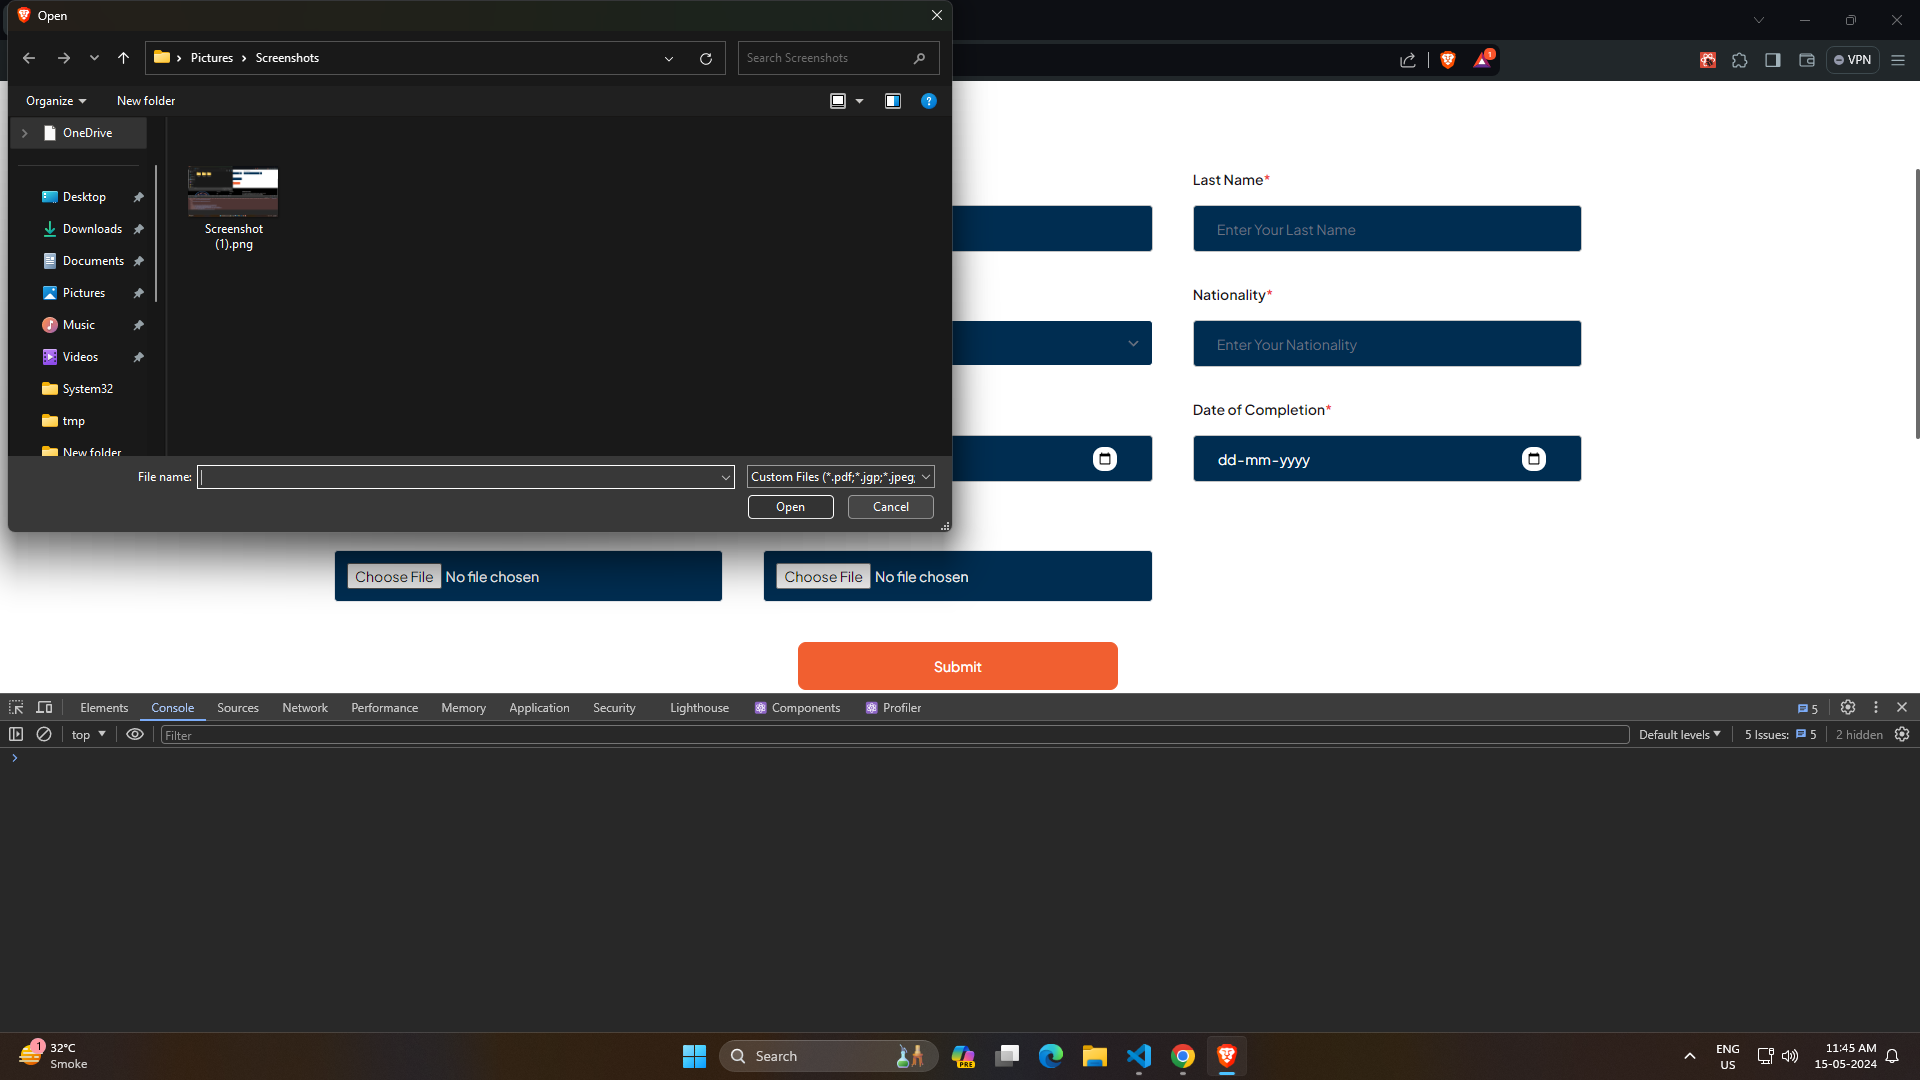 Open
Pictures
Screenshots
Search Screenshots
Organize
New folder
OneDrive
Desktop
Downloads
Documents
Pictures
Music
Videos
System32
tmp
New folder
Screenshot
(1).png
File name:
Custom Files (*.pdf;*.jgp;*.jpeg;
Open
Cancel
1
VPN
Last Name*
Enter Your Last Name
Nationality*
Enter Your Nationality
Date of Completion*
dd-mm-yyyy
Choose File No file chosen
Choose File No file chosen
Submit
Elements
Console
Sources
Network
Performance
Memory
Application
Security
Lighthouse
Components
Profiler
5
top
Filter
Default levels
5 Issues: 5
2 hidden
1
32°C
Smoke
Search
PRE
ENG
US
11:45 AM
15-05-2024